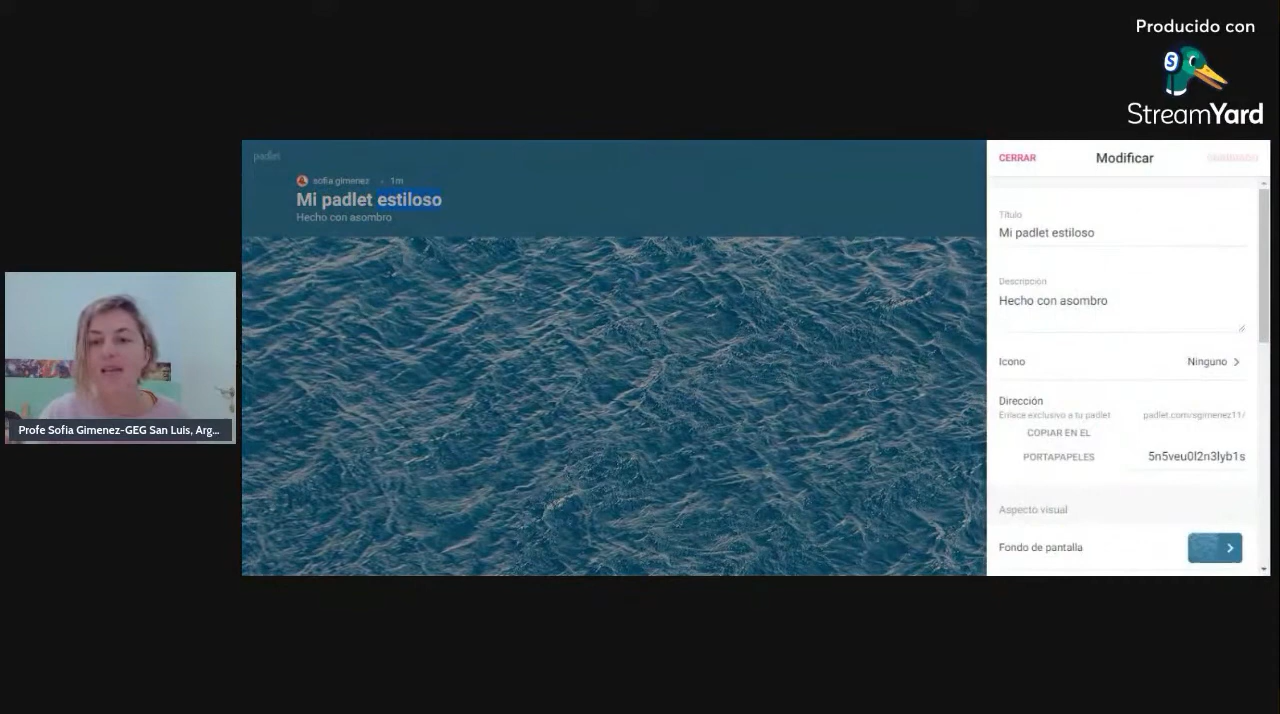 Producido con
StreamYard
padlet
sofia gimenez · 1m
Mi padlet estiloso
Hecho con asombro
CERRAR
Modificar
GUARDADO
Título
Mi padlet estiloso
Descripción
Hecho con asombro
Icono
Ninguno
Dirección
Enlace exclusivo a tu padlet
padlet.com/sgimenez11/
COPIAR EN EL
PORTAPAPELES
5n5veu0l2n3lyb1s
Aspecto visual
Fondo de pantalla
Profe Sofia Gimenez-GEG San Luis, Arg...